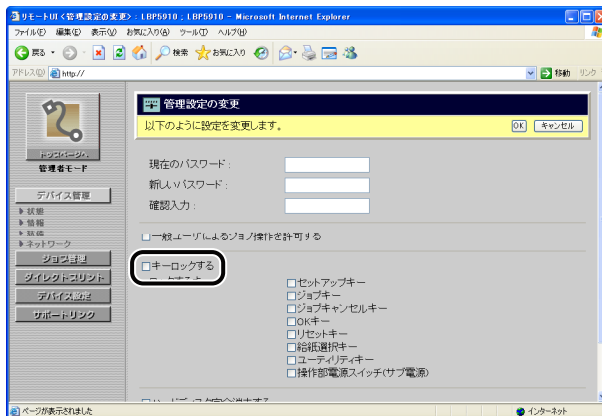 リモートUI <管理設定の変更> : LBP5910 ; LBP5910 - Microsoft Internet Explorer
ファイル(F) 編集(E) 表示(V) お気に入り(A) ツール(T) ヘルプ(H)
戻る 検索 お気に入り
アドレス(D) http:// 移動 リンク
管理設定の変更
以下のように設定を変更します。 OK キャンセル
トップページへ
管理者モード
デバイス管理
状態
情報
ネットワーク
ジョブ管理
ダイレクトプリント
デバイス設定
サポートリンク
現在のパスワード :
新しいパスワード :
確認入力 :
一般ユーザによるジョブ操作を許可する
キーロックする
セットアップキー
ジョブキー
ジョブキャンセルキー
OKキー
リセットキー
給紙選択キー
ユーティリティキー
操作部電源スイッチ(サブ電源)
ページが表示されました インターネット